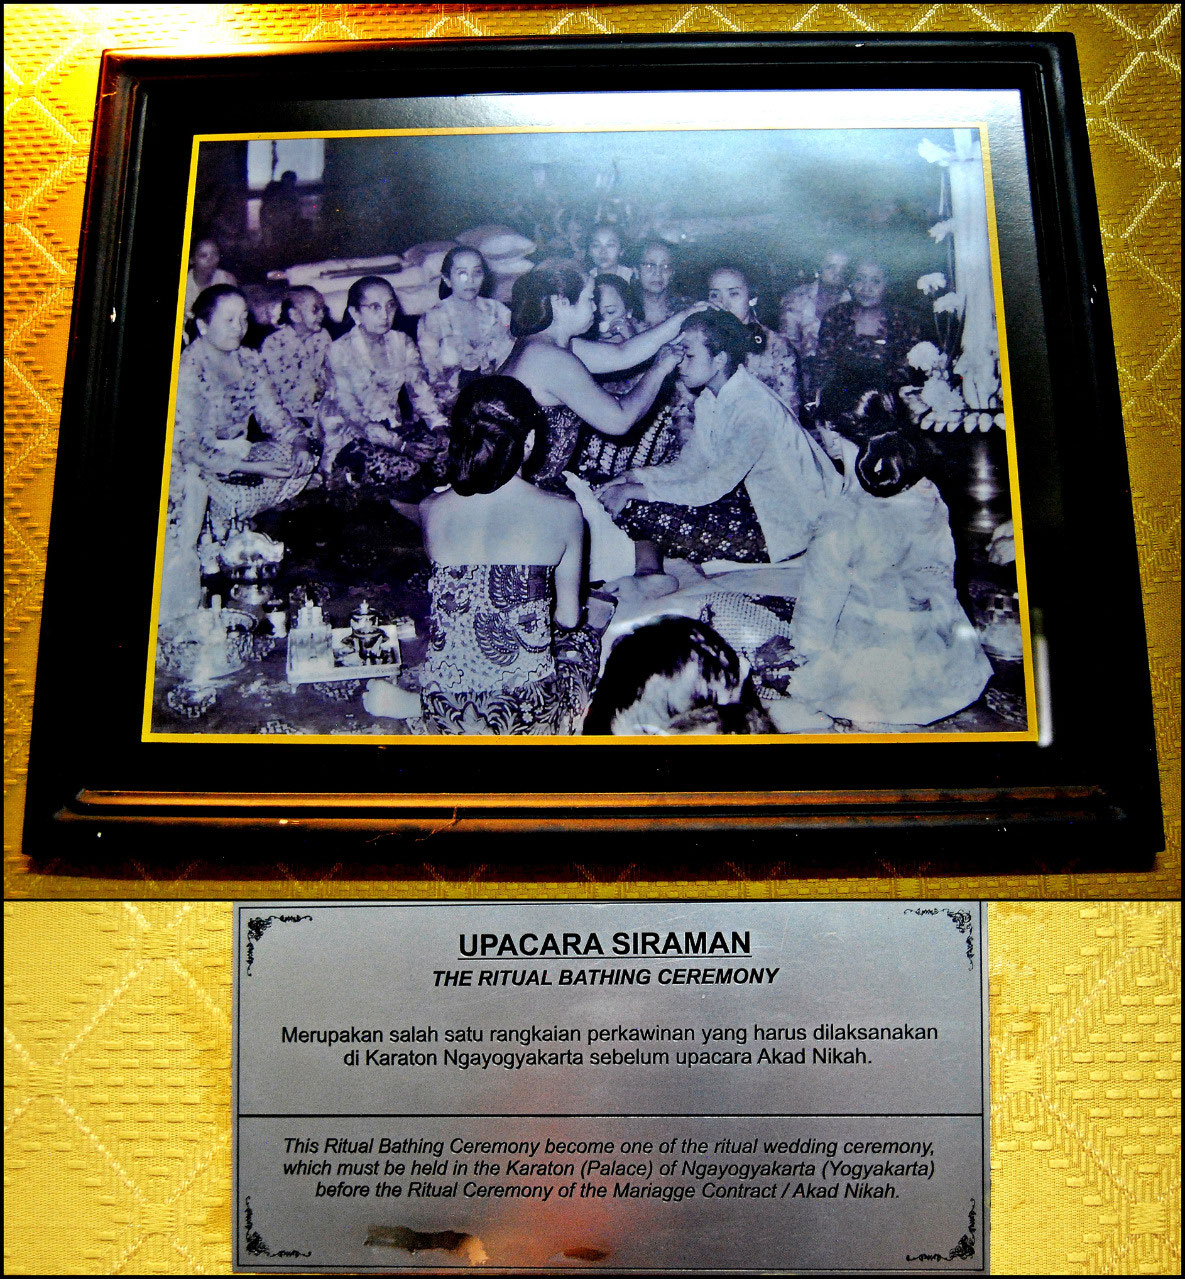 UPACARA SIRAMAN
THE RITUAL BATHING CEREMONY
Merupakan salah satu rangkaian perkawinan yang harus dilaksanakan
di Karaton Ngayogyakarta sebelum upacara Akad Nikah.
This Ritual Bathing Ceremony become one of the ritual wedding ceremony,
which must be held in the Karaton (Palace) of Ngayogyakarta (Yogyakarta)
before the Ritual Ceremony of the Mariagge Contract / Akad Nikah.